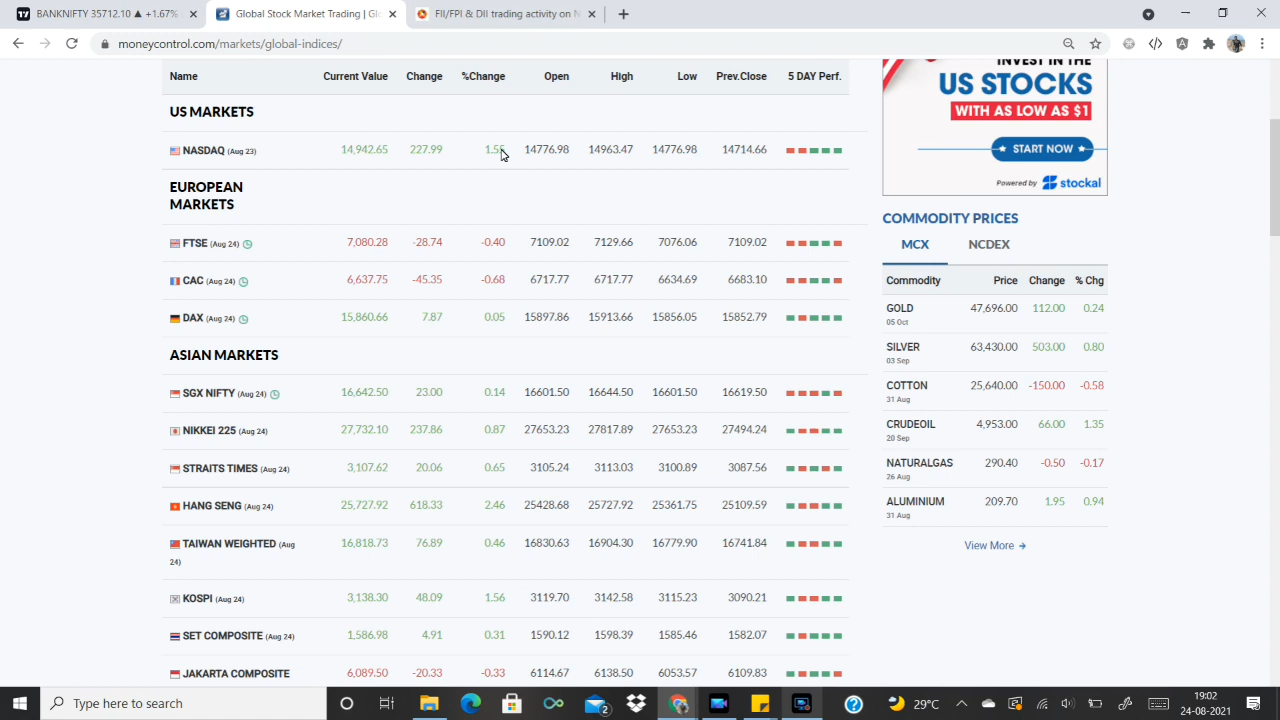 BANKNIFTY 35712.10 ▲ +1.67%
Global Stock Market Trading | Glo
FII/FPI & DII trading activity on N
moneycontrol.com/markets/global-indices/
Name Current Value Change %Change Open High Low Prev.Close 5 DAY Perf.
US MARKETS
NASDAQ (Aug 23) 14,942.65 227.99 14776.98 14963.47 14776.98 14714.66
EUROPEAN
MARKETS
FTSE (Aug 24) 7,080.28 -28.74 -0.40 7109.02 7129.66 7076.06 7109.02
CAC (Aug 24) 6,637.75 -45.35 -0.68 6717.77 6717.77 6634.69 6683.10
DAX (Aug 24) 15,860.66 7.87 0.05 15897.86 15913.66 15856.05 15852.79
ASIAN MARKETS
SGX NIFTY (Aug 24) 16,642.50 23.00 0.14 16601.50 16644.50 16601.50 16619.50
NIKKEI 225 (Aug 24) 27,732.10 237.86 0.87 27653.23 27817.89 27653.23 27494.24
STRAITS TIMES (Aug 24) 3,107.62 20.06 0.65 3105.24 3113.03 3100.89 3087.56
HANG SENG (Aug 24) 25,727.92 618.33 2.46 25428.68 25727.92 25361.75 25109.59
TAIWAN WEIGHTED (Aug 16,818.73 76.89 0.46 16830.63 16904.30 16779.90 16741.84
24)
KOSPI (Aug 24) 3,138.30 48.09 1.56 3119.70 3142.58 3115.23 3090.21
SET COMPOSITE (Aug 24) 1,586.98 4.91 0.31 1590.12 1598.39 1585.46 1582.07
JAKARTA COMPOSITE 6,089.50 -20.33 -0.33 6114.67 6138.50 6053.57 6109.83
INVEST IN THE
US STOCKS
WITH AS LOW AS $1
★ START NOW ★
Powered by stockal
COMMODITY PRICES
MCX NCDEX
Commodity Price Change % Chg
GOLD 47,696.00 112.00 0.24
05 Oct
SILVER 63,430.00 503.00 0.80
03 Sep
COTTON 25,640.00 -150.00 -0.58
31 Aug
CRUDEOIL 4,953.00 66.00 1.35
20 Sep
NATURALGAS 290.40 -0.50 -0.17
26 Aug
ALUMINIUM 209.70 1.95 0.94
31 Aug
View More →
Type here to search
2
29°C
19:02
24-08-2021